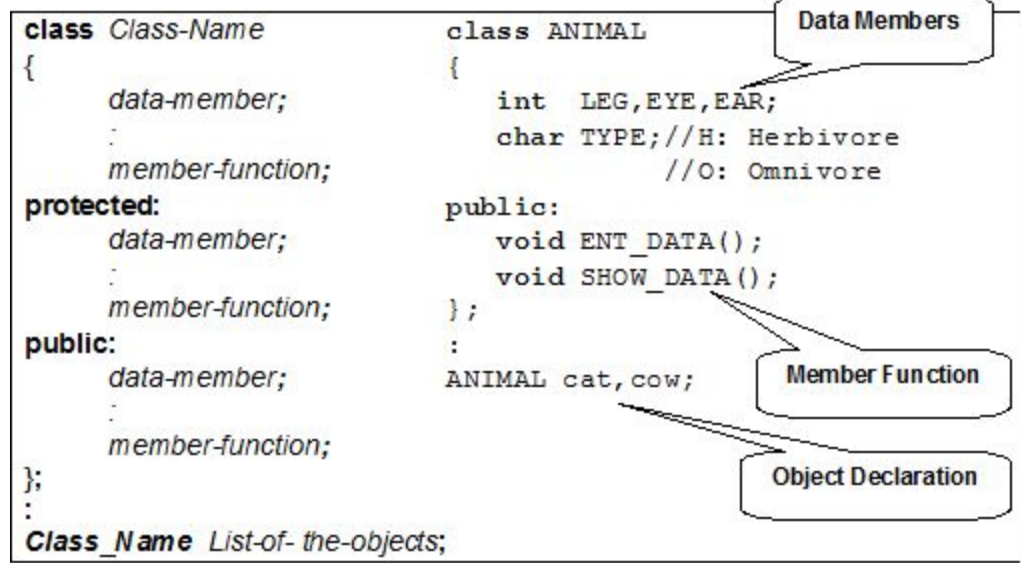 class Class-Name
{
data-member;
:
member-function;
protected:
data-member;
:
member-function;
public:
data-member;
:
member-function;
};
:
Class_Name List-of- the-objects;
class ANIMAL
{
int LEG,EYE,EAR;
char TYPE;//H: Herbivore
//O: Omnivore
public:
void ENT_DATA();
void SHOW_DATA();
};
:
ANIMAL cat,cow;
Data Members
Member Function
Object Declaration